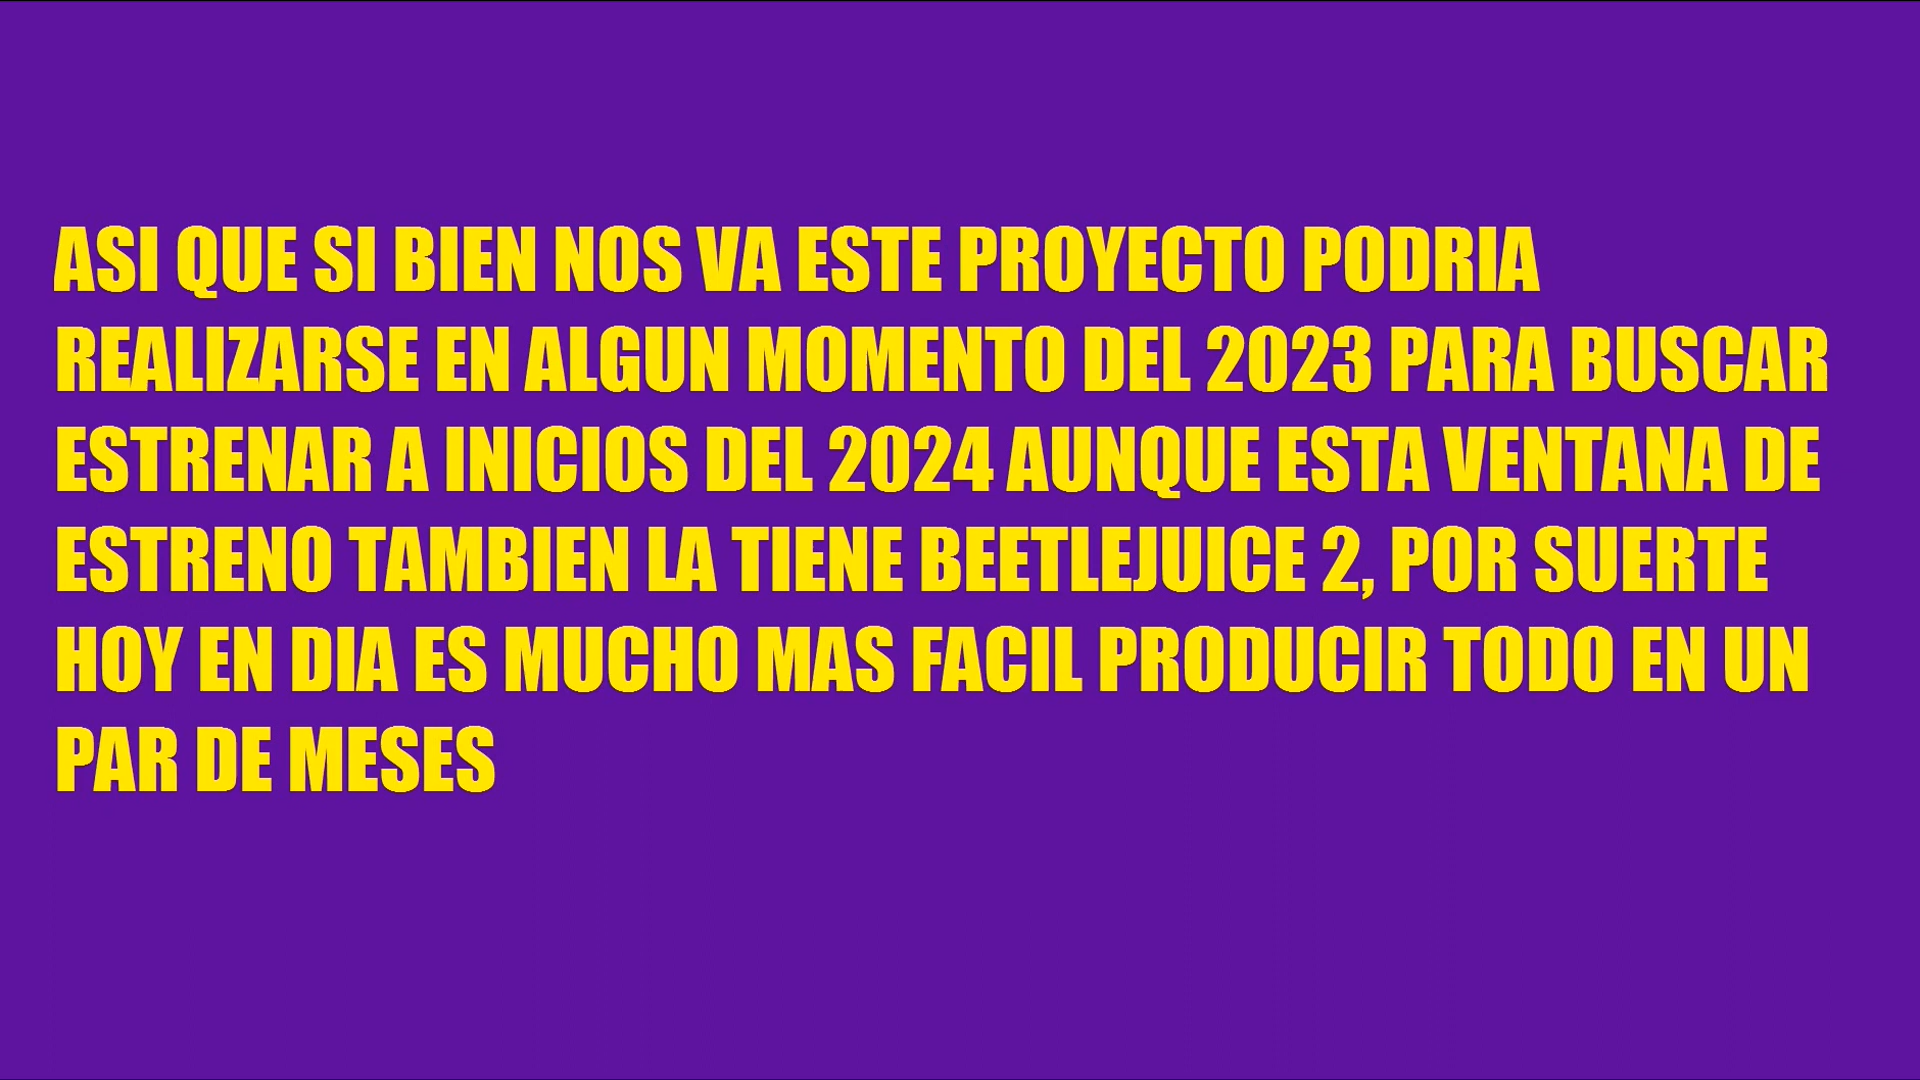 ASI QUE SI BIEN NOS VA ESTE PROYECTO PODRIA
REALIZARSE EN ALGUN MOMENTO DEL 2023 PARA BUSCAR
ESTRENAR A INICIOS DEL 2024 AUNQUE ESTA VENTANA DE
ESTRENO TAMBIEN LA TIENE BEETLEJUICE 2, POR SUERTE
HOY EN DIA ES MUCHO MAS FACIL PRODUCIR TODO EN UN
PAR DE MESES